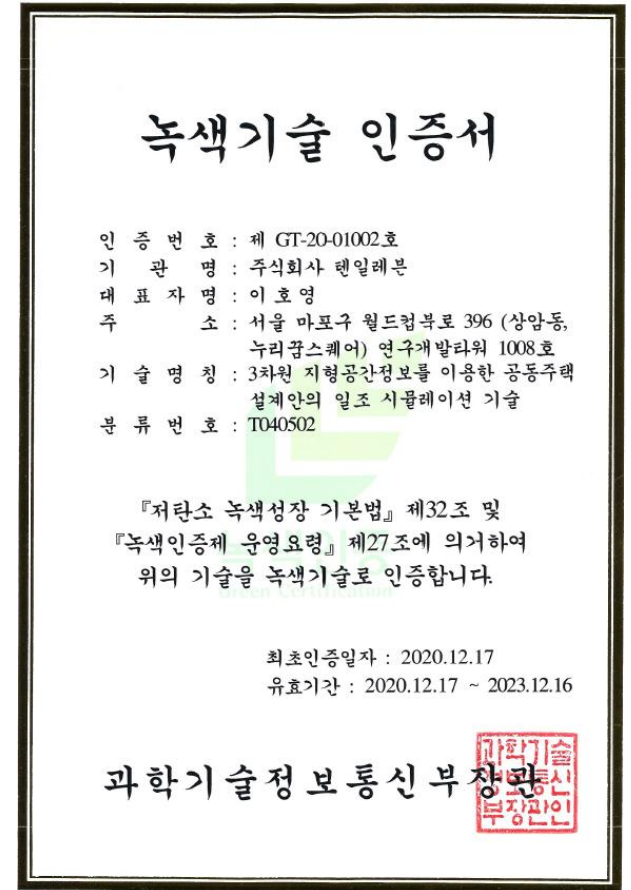 녹색기술 인증서
인 증 번 호 : 제 GT-20-01002호
기 관 명 : 주식회사 텐일레븐
대 표 자 명 : 이호영
주 소 : 서울 마포구 월드컵북로 396 (상암동,
누리꿈스퀘어) 연구개발타워 1008호
기 술 명 칭 : 3차원 지형공간정보를 이용한 공동주택
설계안의 일조 시뮬레이션 기술
분 류 번 호 : T040502
『저탄소 녹색성장 기본법』 제32조 및
『녹색인증제 운영요령』 제27조에 의거하여
위의 기술을 녹색기술로 인증합니다.
녹색인증
Green Certification
최초인증일자 : 2020.12.17
유효기간 : 2020.12.17 ~ 2023.12.16
과학기술정보통신부장관
과학기술
정보통신
부장관인